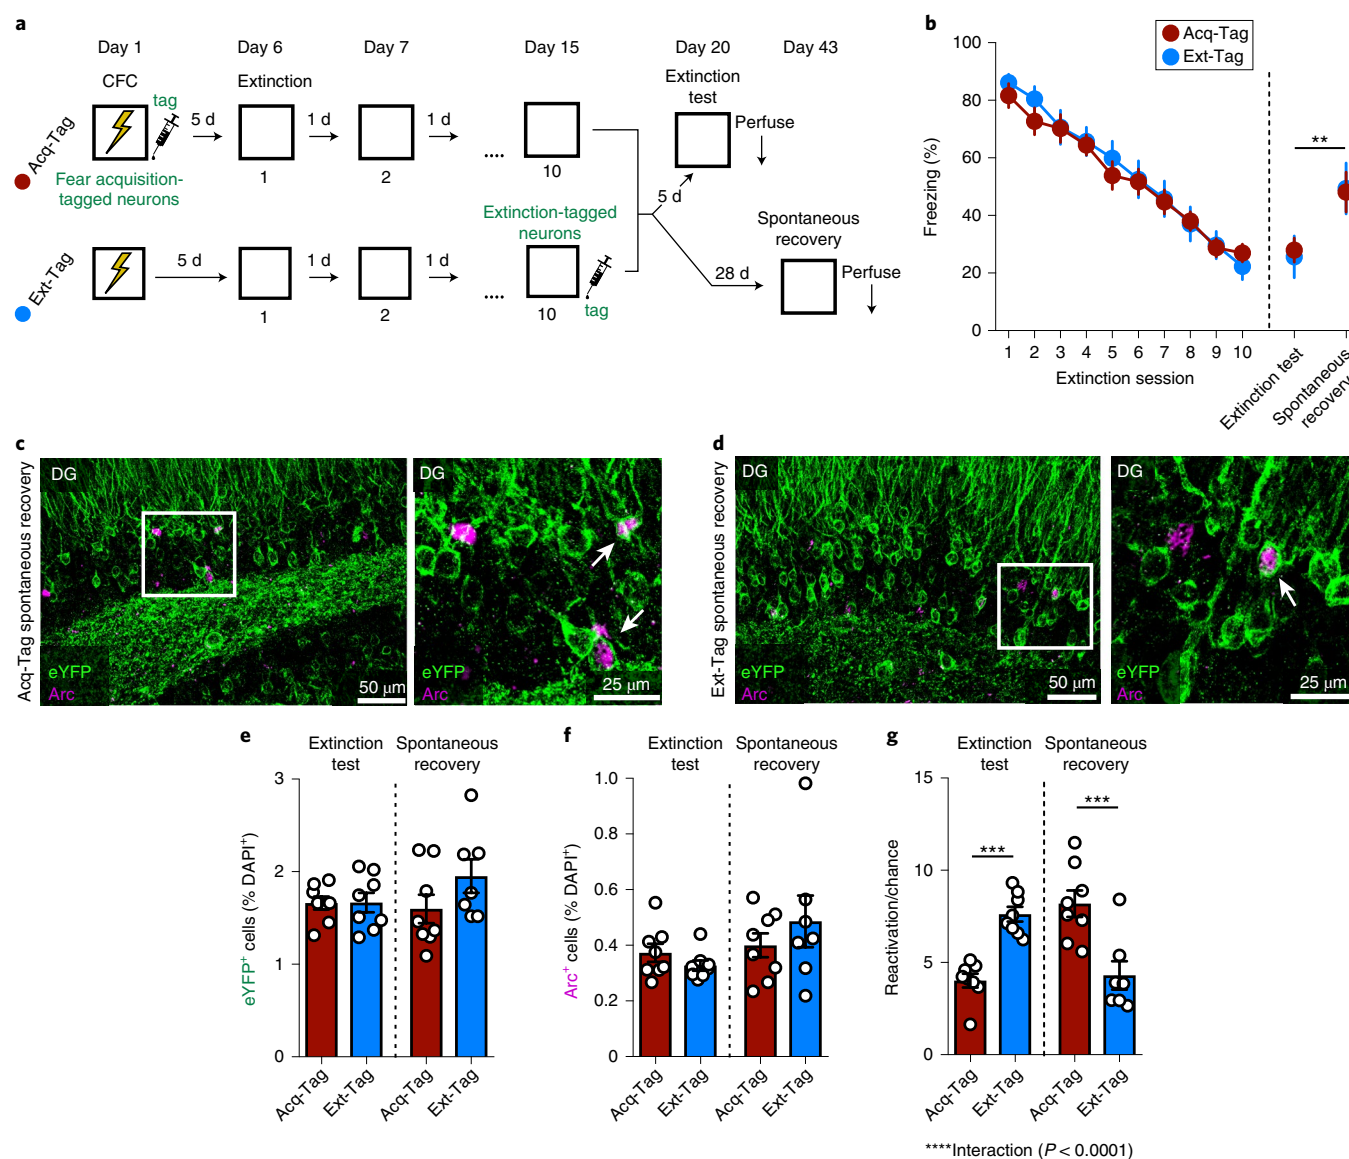 a
Day 1
Day 6
Day 7
Day 15
Day 20
Day 43
CFC
Extinction
Extinction
test
tag
5 d
1 d
1 d
Perfuse
Acq-Tag
....
1
2
10
Fear acquisition-
tagged neurons
5 d
Extinction-tagged
neurons
Spontaneous
recovery
Ext-Tag
5 d
1 d
1 d
28 d
Perfuse
....
1
2
10
tag
b
Acq-Tag
Ext-Tag
Freezing (%)
100
80
60
40
20
0
**
1 2 3 4 5 6 7 8 9 10
Extinction session
Extinction test
Spontaneous
recovery
c
Acq-Tag spontaneous recovery
DG
eYFP
Arc
50 μm
DG
eYFP
Arc
25 μm
d
Ext-Tag spontaneous recovery
DG
eYFP
Arc
50 μm
DG
eYFP
Arc
25 μm
e
Extinction
test
Spontaneous
recovery
eYFP+ cells (% DAPI+)
3
2
1
0
Acq-Tag
Ext-Tag
Acq-Tag
Ext-Tag
f
Extinction
test
Spontaneous
recovery
Arc+ cells (% DAPI+)
1.0
0.8
0.6
0.4
0.2
0
Acq-Tag
Ext-Tag
Acq-Tag
Ext-Tag
g
Extinction
test
Spontaneous
recovery
Reactivation/chance
15
10
5
0
***
***
Acq-Tag
Ext-Tag
Acq-Tag
Ext-Tag
****Interaction (P < 0.0001)